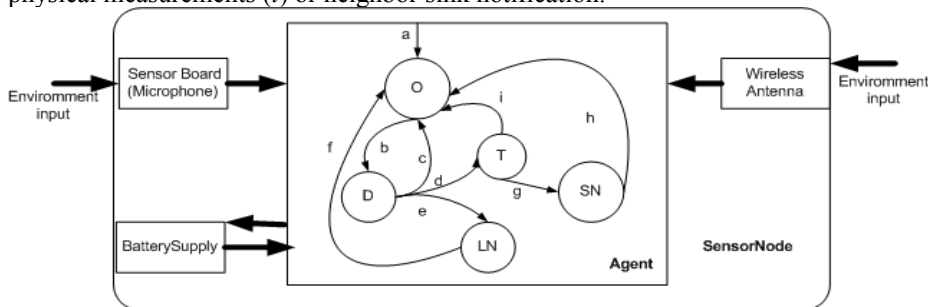 physical measurements (t) or neighbor sink notification.
a
Sensor Board
(Microphone)
O
Wireless
Antenna
Environment
input
Enviromment
input
i
h
f
b
c
T
d
g
D
SN
e
BatterySupply
LN
SensorNode
Agent